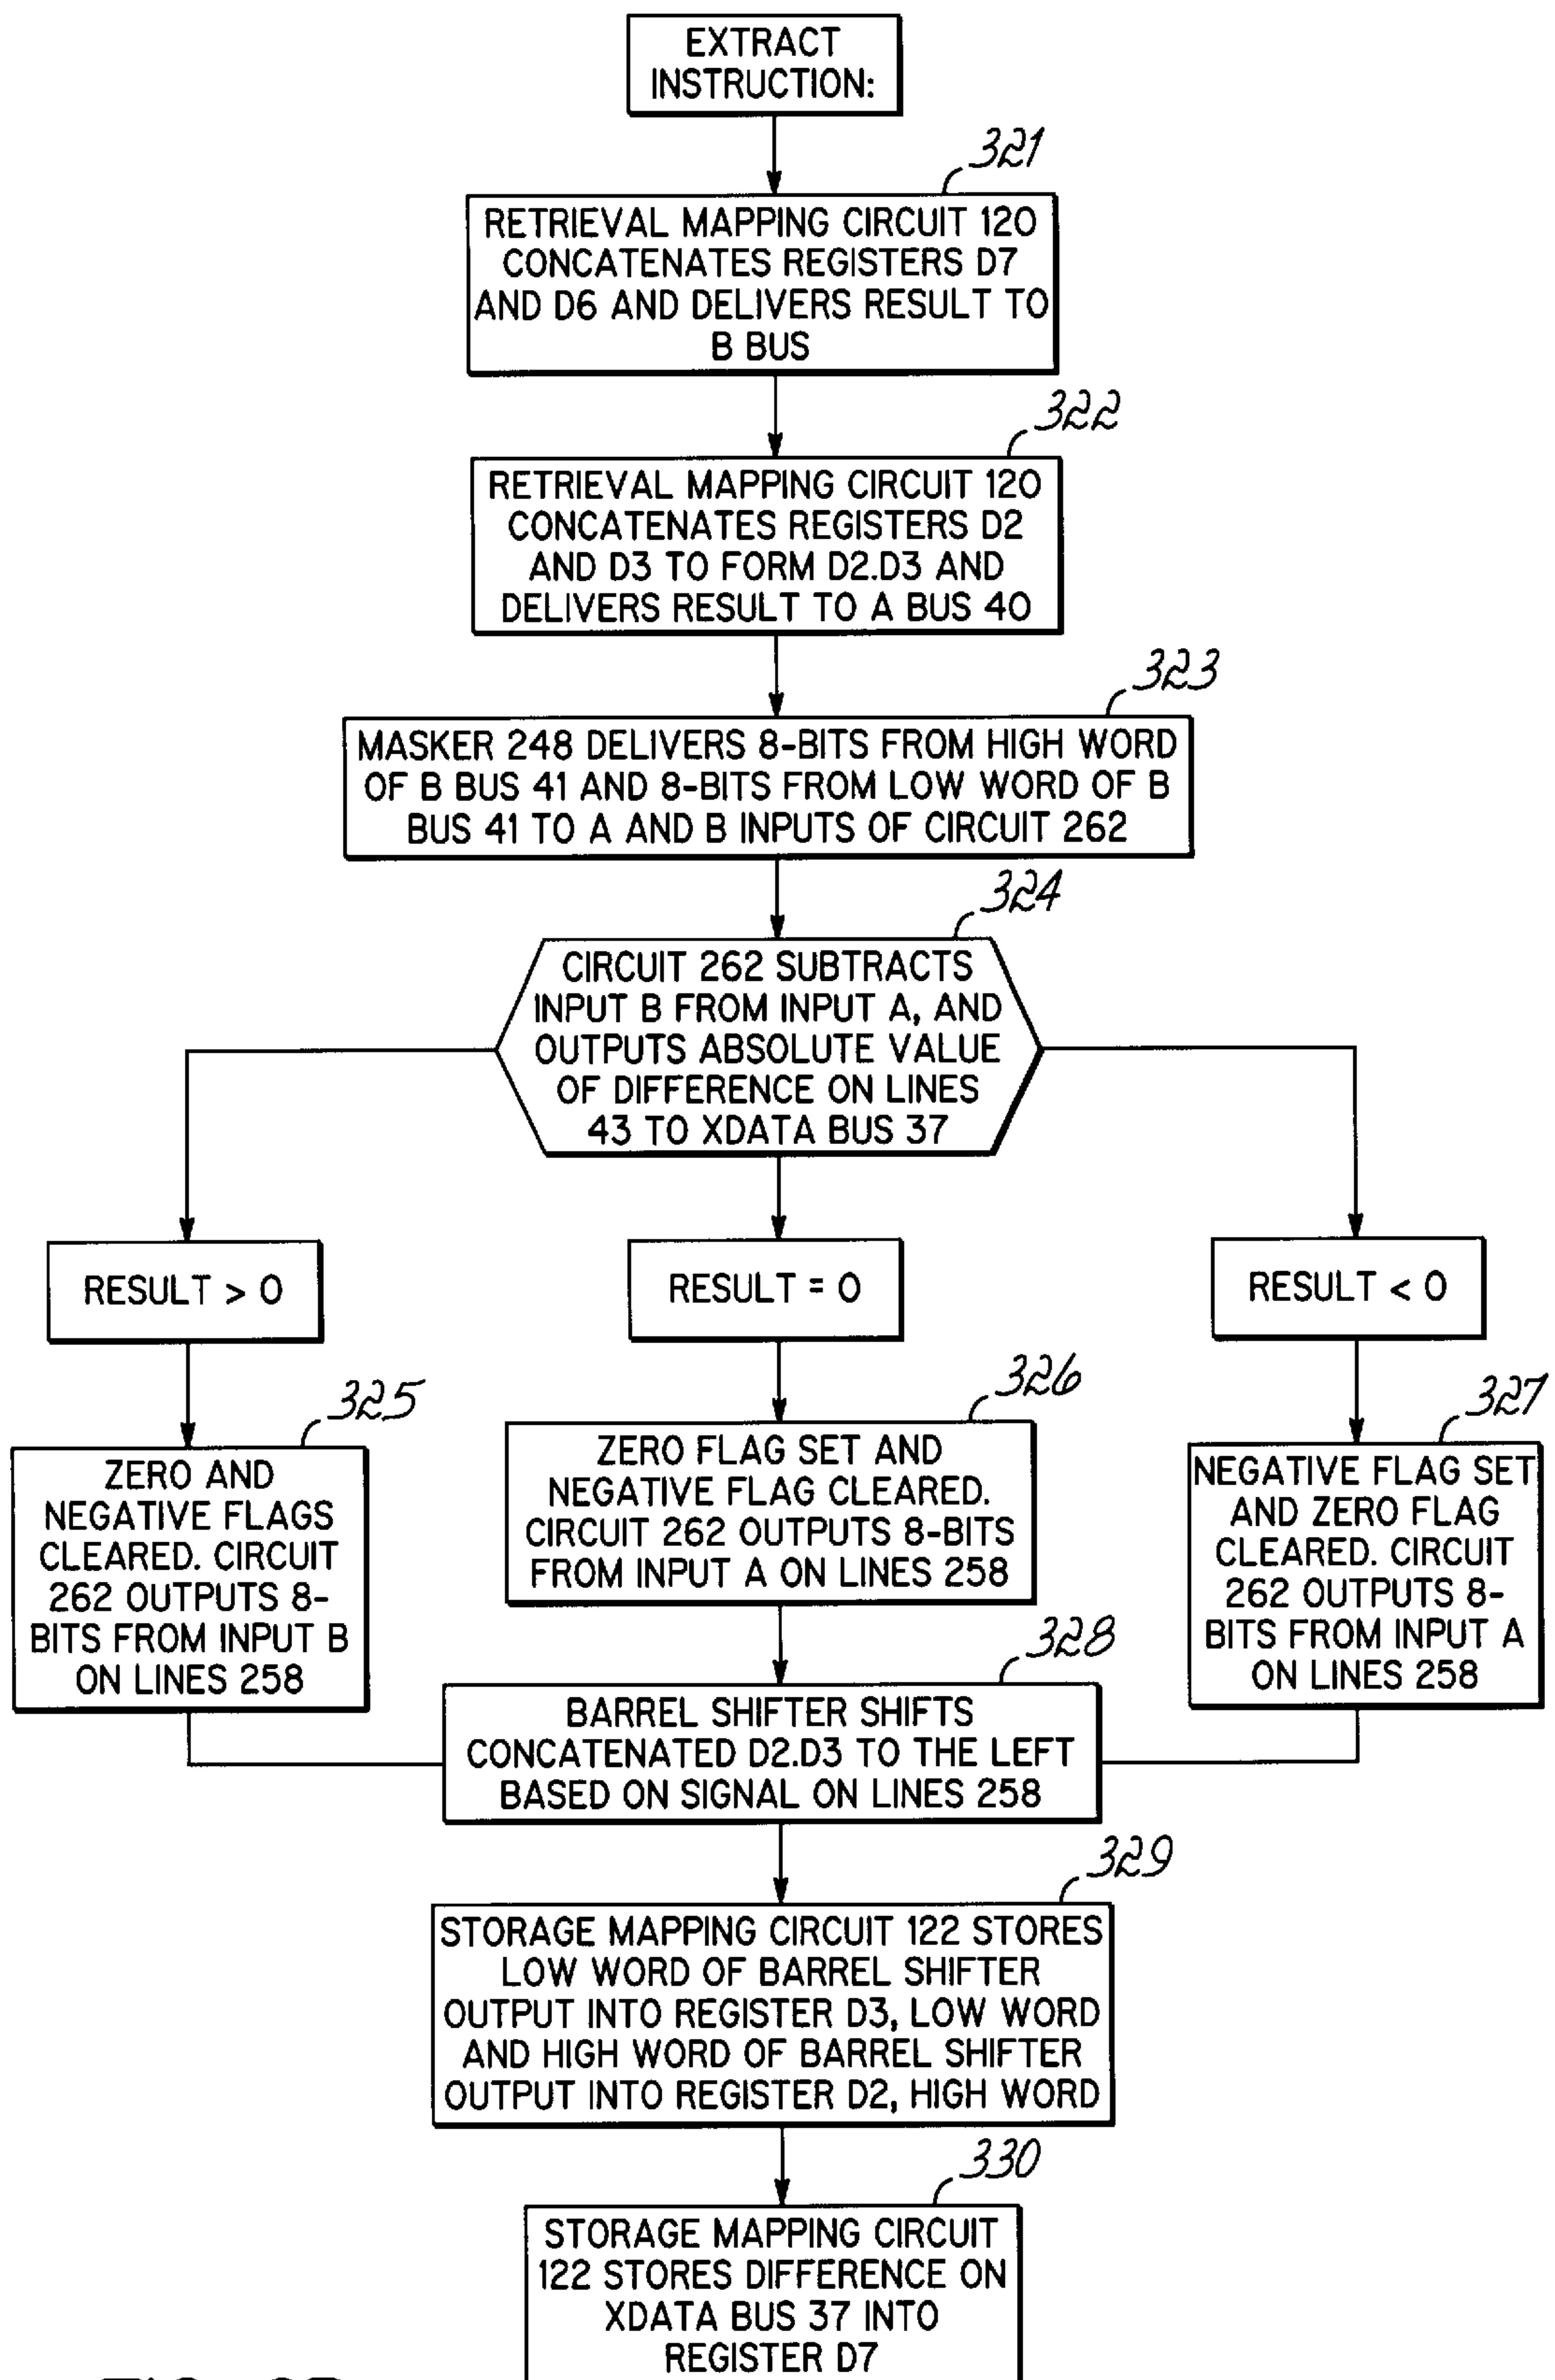 EXTRACT
INSTRUCTION:
321
RETRIEVAL MAPPING CIRCUIT 120
CONCATENATES REGISTERS D7
AND D6 AND DELIVERS RESULT TO
B BUS
322
RETRIEVAL MAPPING CIRCUIT 120
CONCATENATES REGISTERS D2
AND D3 TO FORM D2.D3 AND
DELIVERS RESULT TO A BUS 40
323
MASKER 248 DELIVERS 8-BITS FROM HIGH WORD
OF B BUS 41 AND 8-BITS FROM LOW WORD OF B
BUS 41 TO A AND B INPUTS OF CIRCUIT 262
324
CIRCUIT 262 SUBTRACTS
INPUT B FROM INPUT A, AND
OUTPUTS ABSOLUTE VALUE
OF DIFFERENCE ON LINES
43 TO XDATA BUS 37
RESULT > 0
RESULT = 0
RESULT < 0
325
ZERO AND
NEGATIVE FLAGS
CLEARED. CIRCUIT
262 OUTPUTS 8-
BITS FROM INPUT B
ON LINES 258
326
ZERO FLAG SET AND
NEGATIVE FLAG CLEARED.
CIRCUIT 262 OUTPUTS 8-BITS
FROM INPUT A ON LINES 258
327
NEGATIVE FLAG SET
AND ZERO FLAG
CLEARED. CIRCUIT
262 OUTPUTS 8-
BITS FROM INPUT A
ON LINES 258
328
BARREL SHIFTER SHIFTS
CONCATENATED D2.D3 TO THE LEFT
BASED ON SIGNAL ON LINES 258
329
STORAGE MAPPING CIRCUIT 122 STORES
LOW WORD OF BARREL SHIFTER
OUTPUT INTO REGISTER D3, LOW WORD
AND HIGH WORD OF BARREL SHIFTER
OUTPUT INTO REGISTER D2, HIGH WORD
330
STORAGE MAPPING CIRCUIT
122 STORES DIFFERENCE ON
XDATA BUS 37 INTO
REGISTER D7